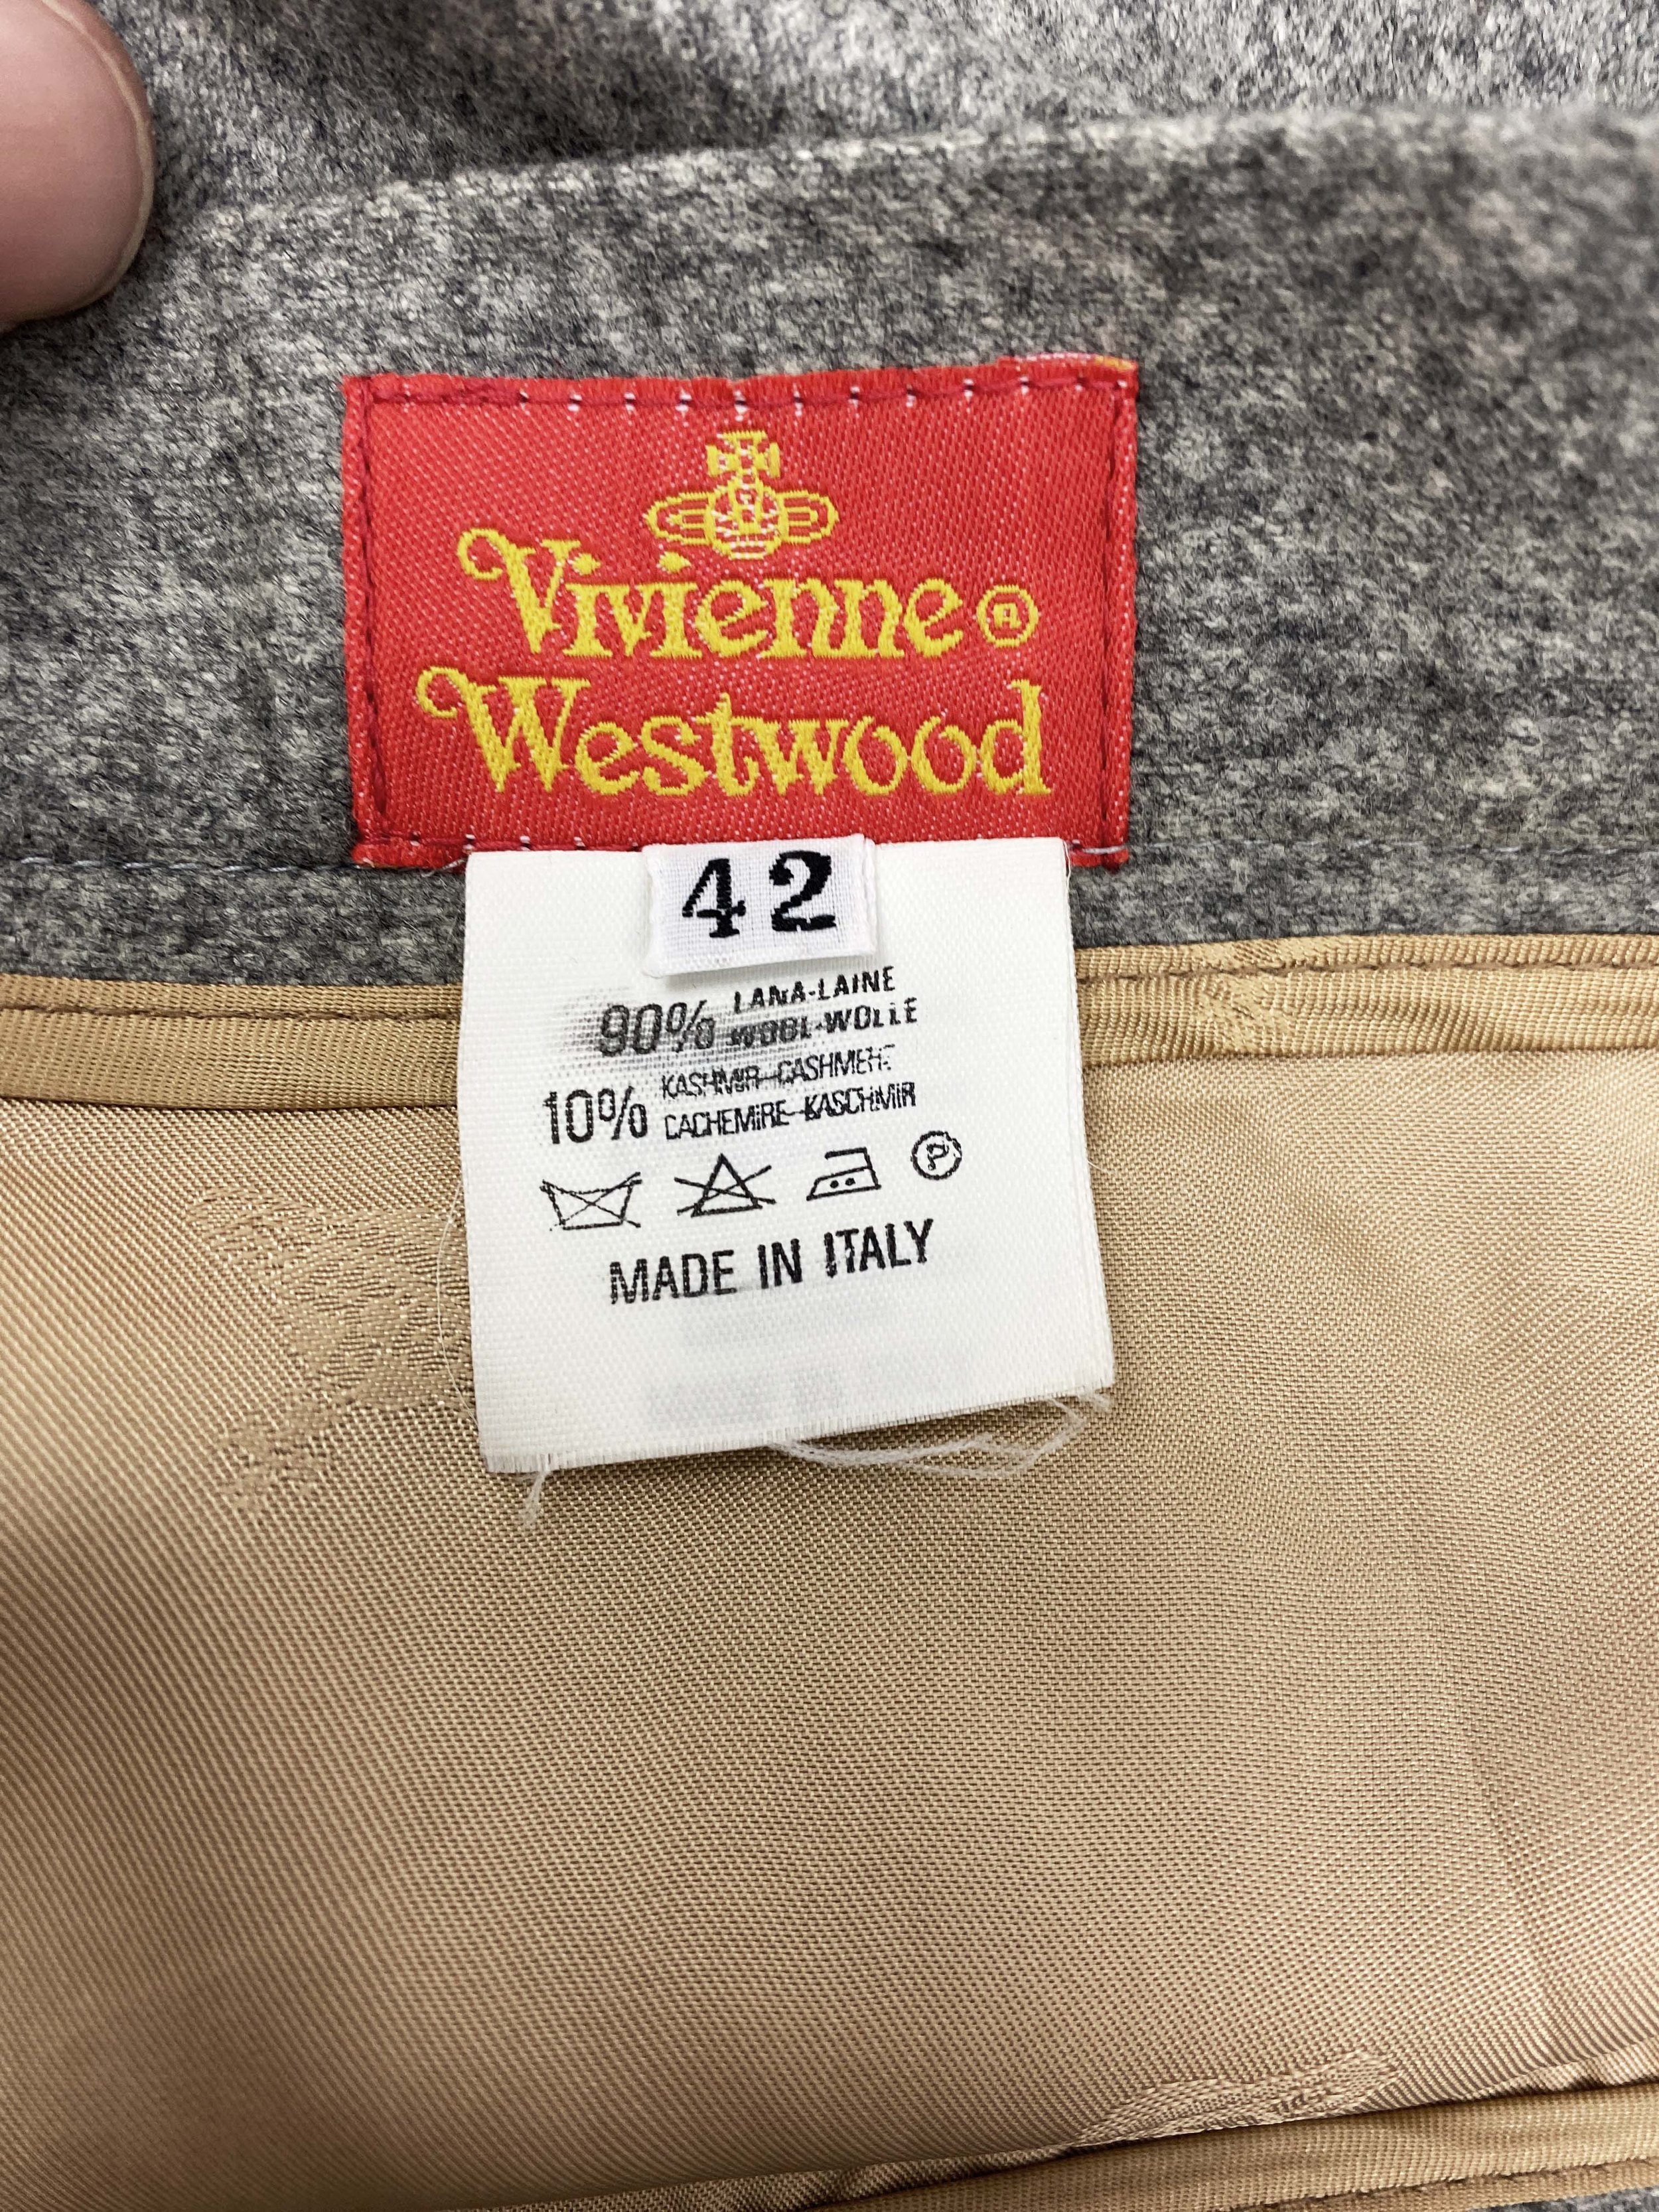 Vivienne®
Westwood
42
90% LANA-LAINE
WOOL-WOLLE
10% KASHMIR-CASHMERE
CACHEMIRE-KASCHMIR
P
MADE IN ITALY